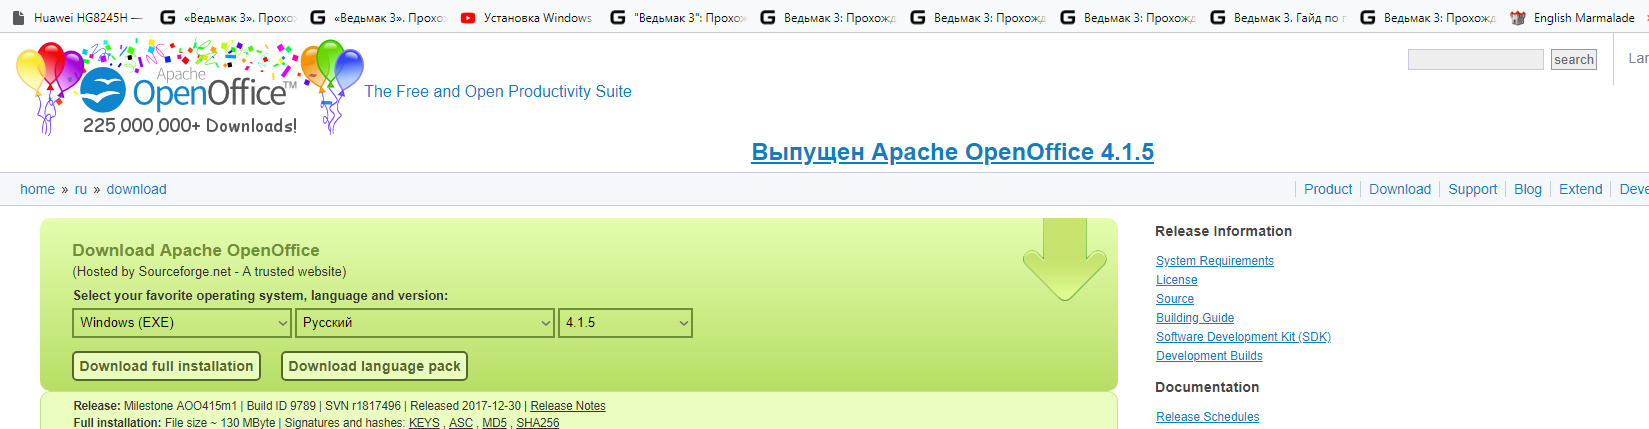 Huawei HG8245H — «Ведьмак 3». Прохо «Ведьмак 3». Прохо Установка Windows "Ведьмак 3": Прохож Ведьмак 3: Прохожд Ведьмак 3: Прохожд Ведьмак 3. Гайд по Ведьмак 3: Прохожд English Marmalade
Apache
OpenOffice™ The Free and Open Productivity Suite
225,000,000+ Downloads!
search Lan
Выпущен Apache OpenOffice 4.1.5
home » ru » download
Product Download Support Blog Extend Deve
Download Apache OpenOffice
(Hosted by Sourceforge.net - A trusted website)
Select your favorite operating system, language and version:
Windows (EXE) Русский 4.1.5
Download full installation Download language pack
Release: Milestone AOO415m1 | Build ID 9789 | SVN r1817496 | Released 2017-12-30 | Release Notes
Full installation: File size ~ 130 MByte | Signatures and hashes: KEYS , ASC , MD5 , SHA256
Release Information
System Requirements
License
Source
Building Guide
Software Development Kit (SDK)
Development Builds
Documentation
Release Schedules